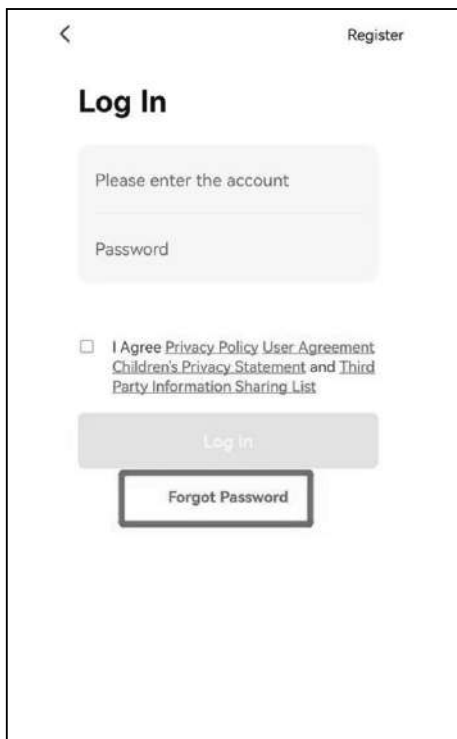 Register
Log In
Please enter the account
Password
I Agree Privacy Policy User Agreement
Children's Privacy Statement and Third
Party Information Sharing List
Log In
Forgot Password